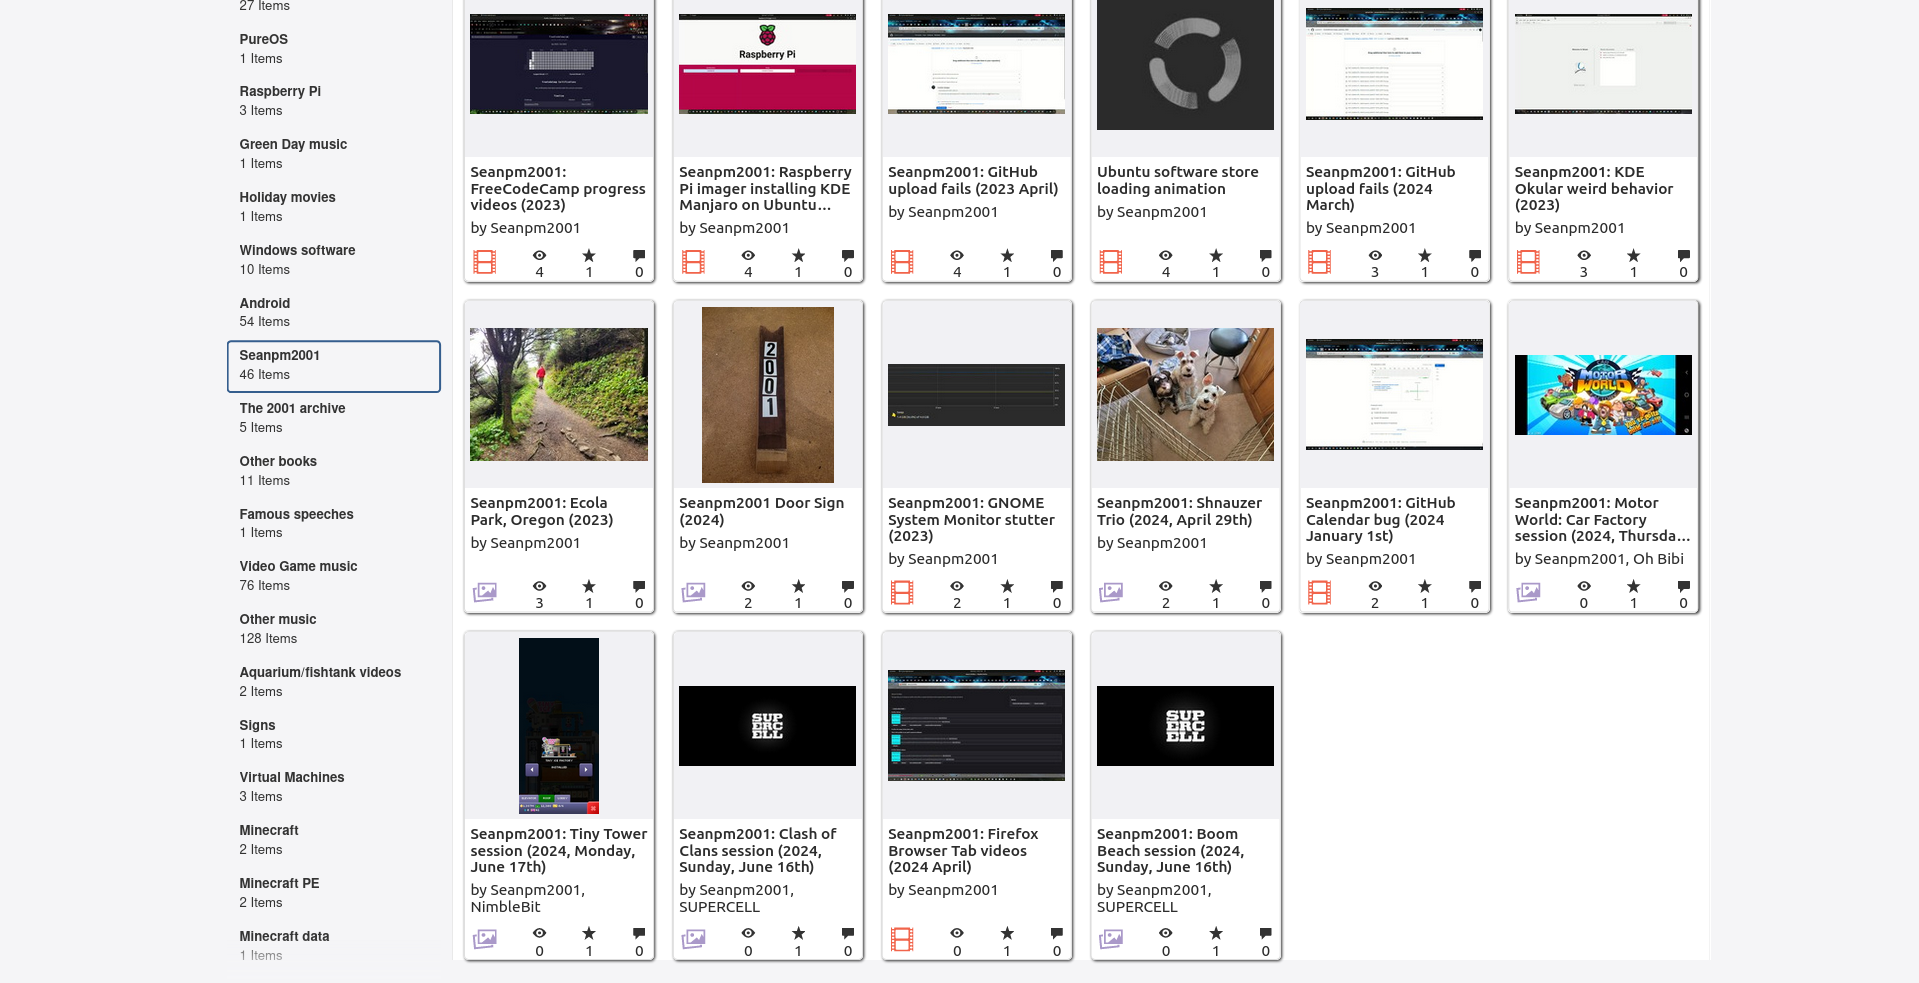 27 Items
PureOS
1 Items
Raspberry Pi
3 Items
Green Day music
1 Items
Holiday movies
1 Items
Windows software
10 Items
Android
54 Items
Seanpm2001
46 Items
The 2001 archive
5 Items
Other books
11 Items
Famous speeches
1 Items
Video Game music
76 Items
Other music
128 Items
Aquarium/fishtank videos
2 Items
Signs
1 Items
Virtual Machines
3 Items
Minecraft
2 Items
Minecraft PE
2 Items
Minecraft data
1 Items
Seanpm2001:
FreeCodeCamp progress
videos (2023)
by Seanpm2001
4 1 0
Raspberry Pi
Seanpm2001: Raspberry
Pi imager installing KDE
Manjaro on Ubuntu...
by Seanpm2001
4 1 0
Seanpm2001: GitHub
upload fails (2023 April)
by Seanpm2001
4 1 0
Ubuntu software store
loading animation
by Seanpm2001
4 1 0
Seanpm2001: GitHub
upload fails (2024
March)
by Seanpm2001
3 1 0
Seanpm2001: KDE
Okular weird behavior
(2023)
by Seanpm2001
3 1 0
Seanpm2001: Ecola
Park, Oregon (2023)
by Seanpm2001
3 1 0
2001
Seanpm2001 Door Sign
(2024)
by Seanpm2001
2 1 0
Seanpm2001: GNOME
System Monitor stutter
(2023)
by Seanpm2001
2 1 0
Seanpm2001: Shnauzer
Trio (2024, April 29th)
by Seanpm2001
2 1 0
Seanpm2001: GitHub
Calendar bug (2024
January 1st)
by Seanpm2001
2 1 0
MOTOR
WORLD
Seanpm2001: Motor
World: Car Factory
session (2024, Thursda...
by Seanpm2001, Oh Bibi
0 1 0
Seanpm2001: Tiny Tower
session (2024, Monday,
June 17th)
by Seanpm2001,
NimbleBit
0 1 0
SUP
ERC
ELL
Seanpm2001: Clash of
Clans session (2024,
Sunday, June 16th)
by Seanpm2001,
SUPERCELL
0 1 0
Seanpm2001: Firefox
Browser Tab videos
(2024 April)
by Seanpm2001
0 1 0
SUP
ERC
ELL
Seanpm2001: Boom
Beach session (2024,
Sunday, June 16th)
by Seanpm2001,
SUPERCELL
0 1 0